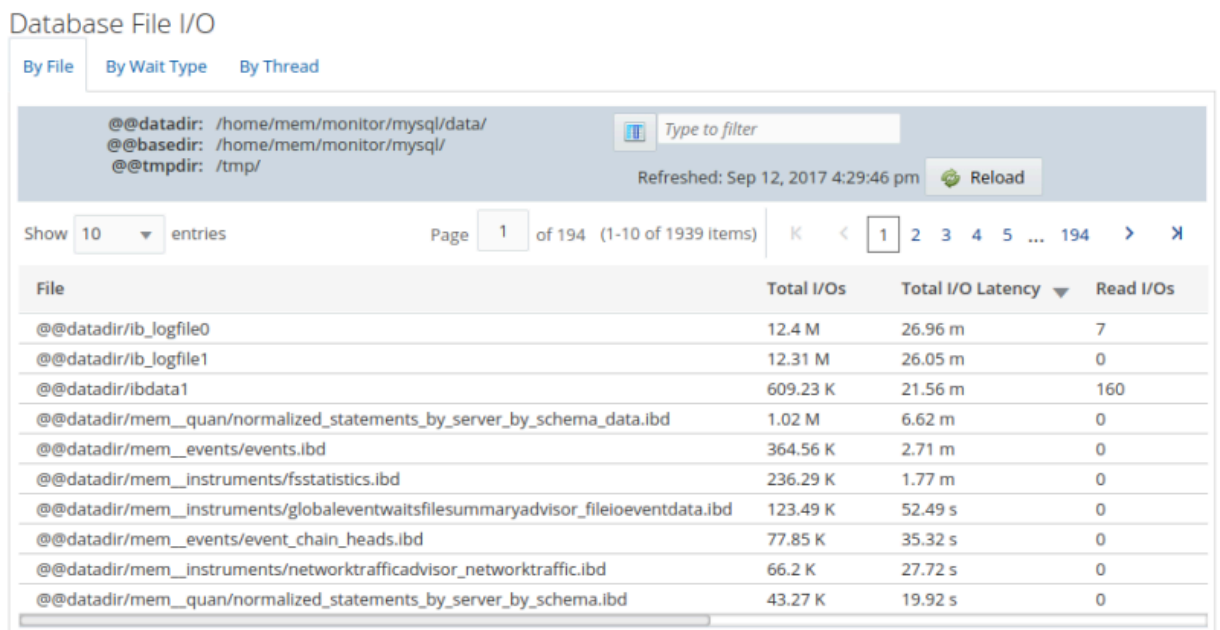 Database File I/O
By File By Wait Type By Thread
@@datadir: /home/mem/monitor/mysql/data/
@@basedir: /home/mem/monitor/mysql/
@@tmpdir: /tmp/
Type to filter
Refreshed: Sep 12, 2017 4:29:46 pm Reload
Show 10 entries Page 1 of 194 (1-10 of 1939 items) 1 2 3 4 5 ... 194
File Total I/Os Total I/O Latency Read I/Os
@@datadir/ib_logfile0 12.4 M 26.96 m 7
@@datadir/ib_logfile1 12.31 M 26.05 m 0
@@datadir/ibdata1 609.23 K 21.56 m 160
@@datadir/mem__quan/normalized_statements_by_server_by_schema_data.ibd 1.02 M 6.62 m 0
@@datadir/mem__events/events.ibd 364.56 K 2.71 m 0
@@datadir/mem__instruments/fsstatistics.ibd 236.29 K 1.77 m 0
@@datadir/mem__instruments/globaleventwaitsfilesummaryadvisor_fileioeventdata.ibd 123.49 K 52.49 s 0
@@datadir/mem__events/event_chain_heads.ibd 77.85 K 35.32 s 0
@@datadir/mem__instruments/networktrafficadvisor_networktraffic.ibd 66.2 K 27.72 s 0
@@datadir/mem__quan/normalized_statements_by_server_by_schema.ibd 43.27 K 19.92 s 0